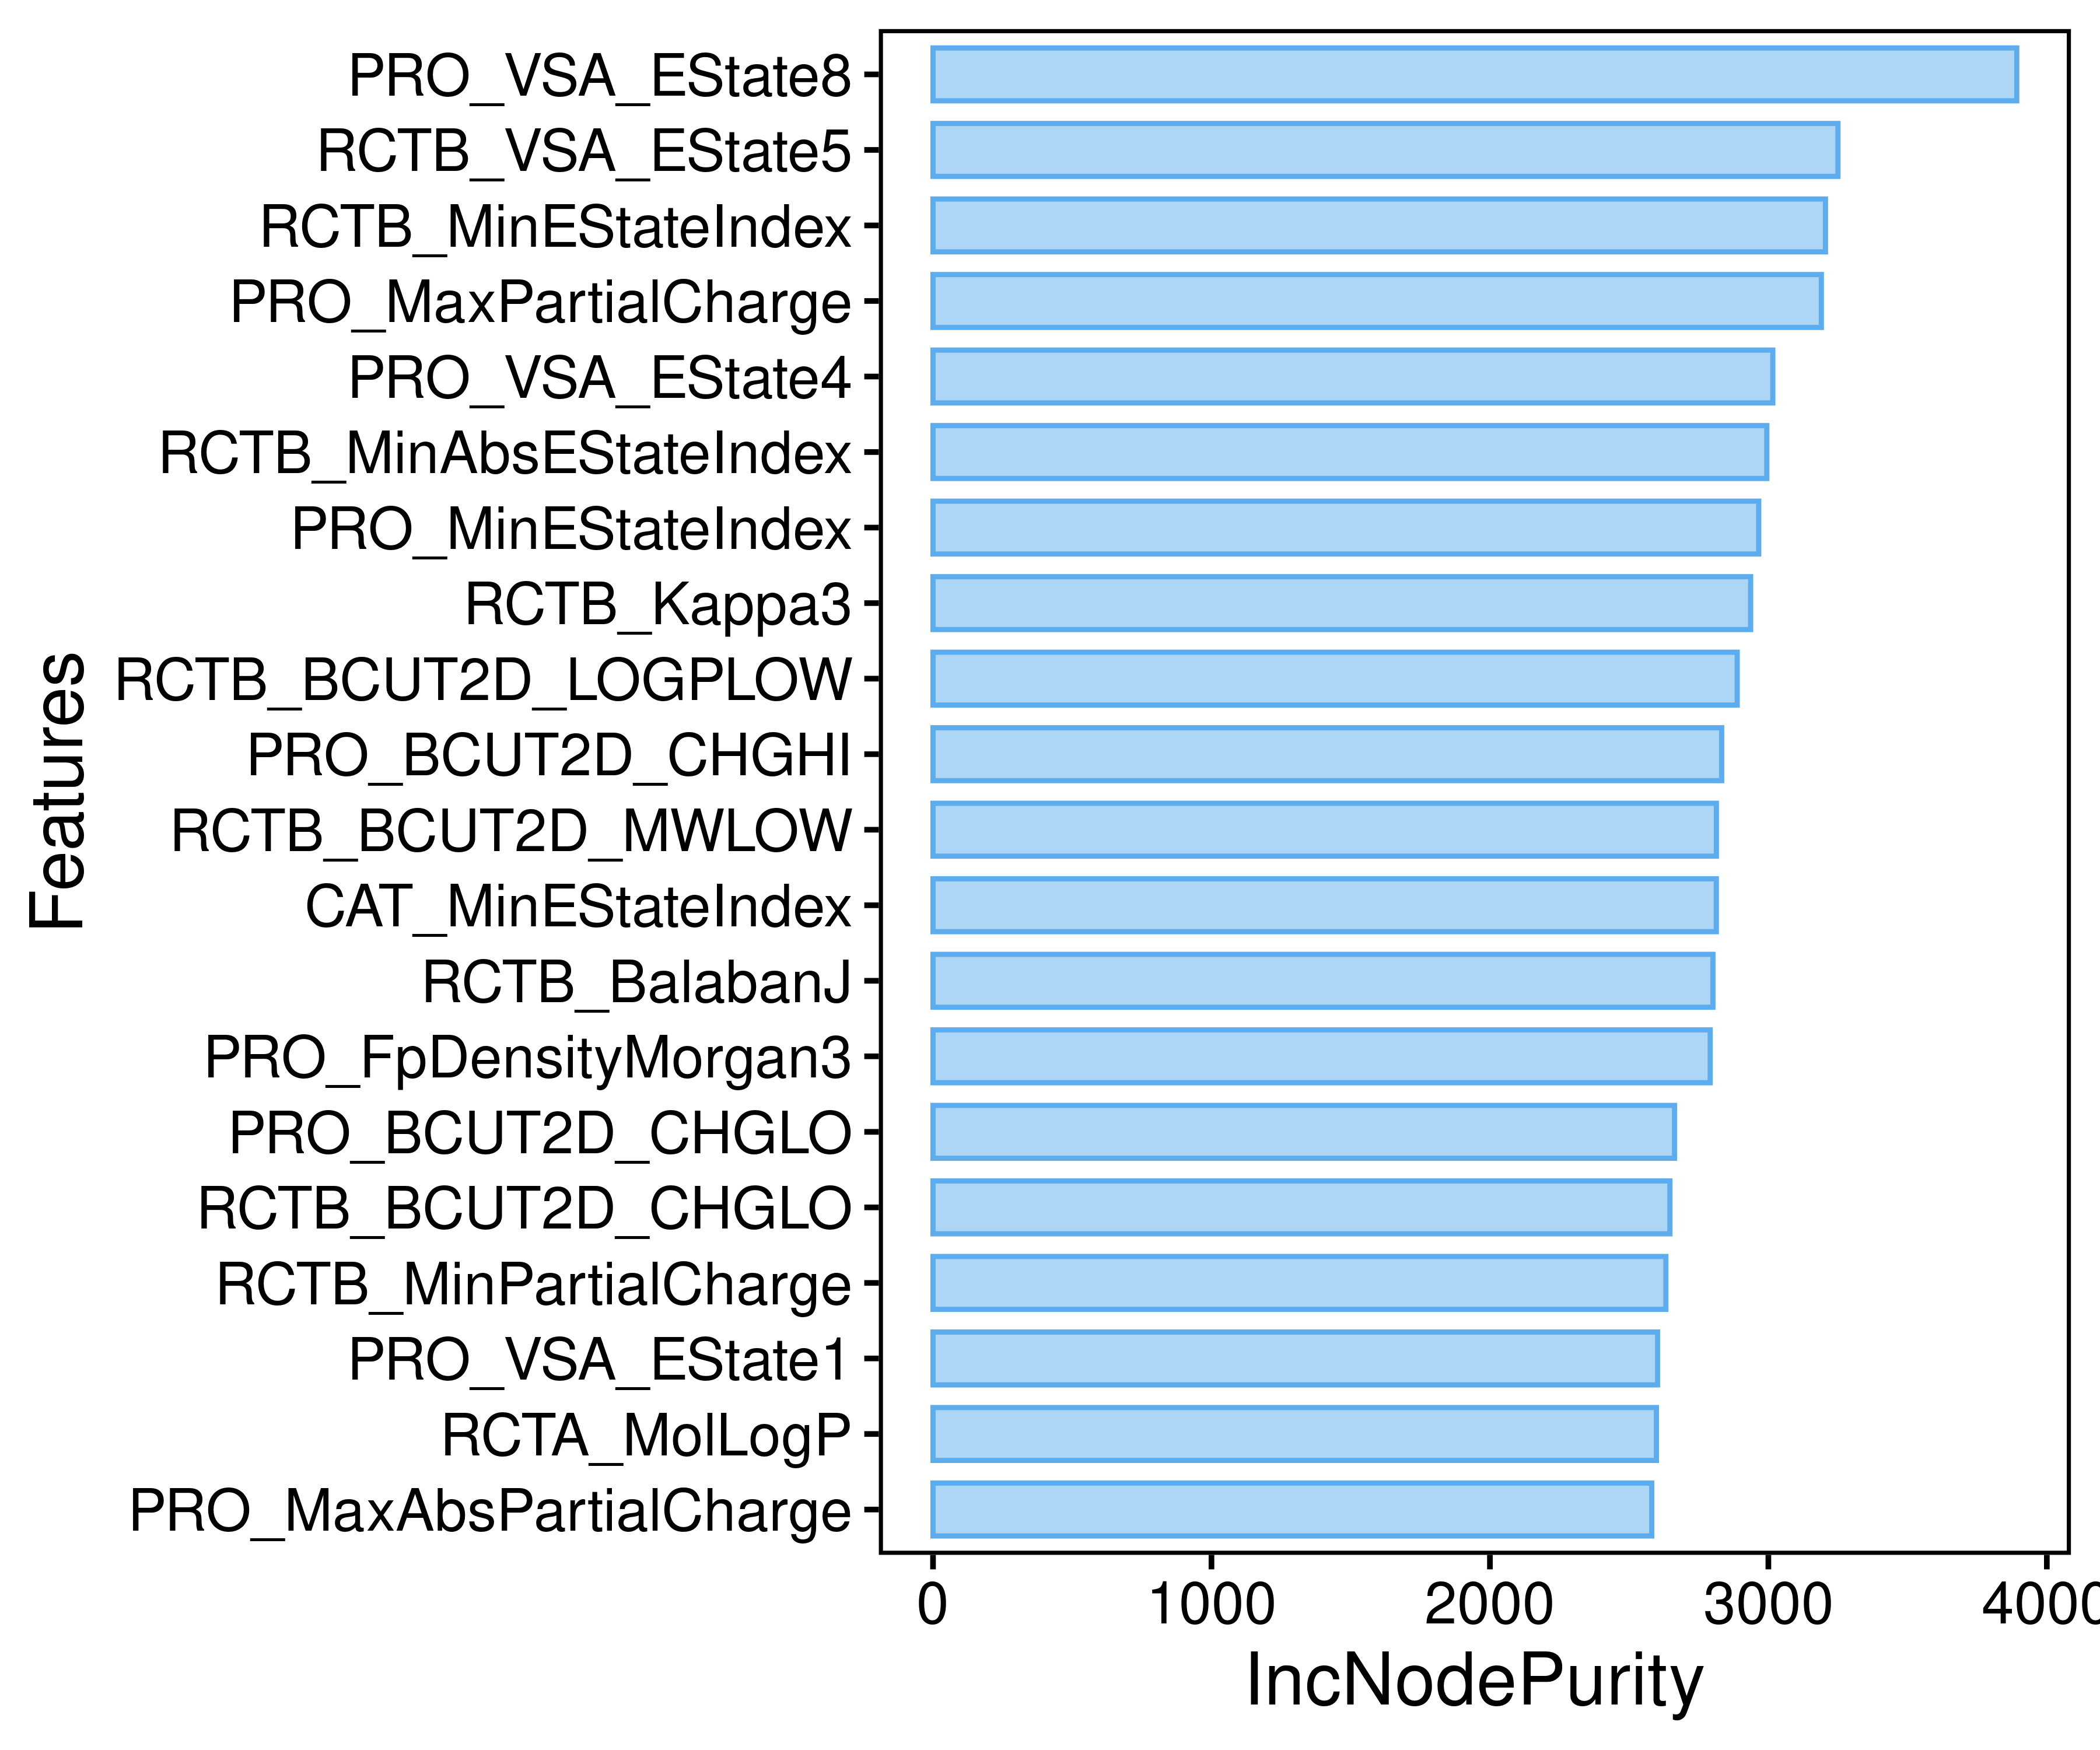 PRO_VSA_EState8
RCTB_VSA_EState5
RCTB_MinEStateIndex
PRO_MaxPartialCharge
PRO_VSA_EState4
RCTB_MinAbsEStateIndex
PRO_MinEStateIndex
RCTB_Kappa3
RCTB_BCUT2D_LOGPLOW
PRO_BCUT2D_CHGHI
RCTB_BCUT2D_MWLOW
CAT_MinEStateIndex
RCTB_BalabanJ
PRO_FpDensityMorgan3
PRO_BCUT2D_CHGLO
RCTB_BCUT2D_CHGLO
RCTB_MinPartialCharge
PRO_VSA_EState1
RCTA_MolLogP
PRO_MaxAbsPartialCharge
Features
0 1000 2000 3000 4000
IncNodePurity